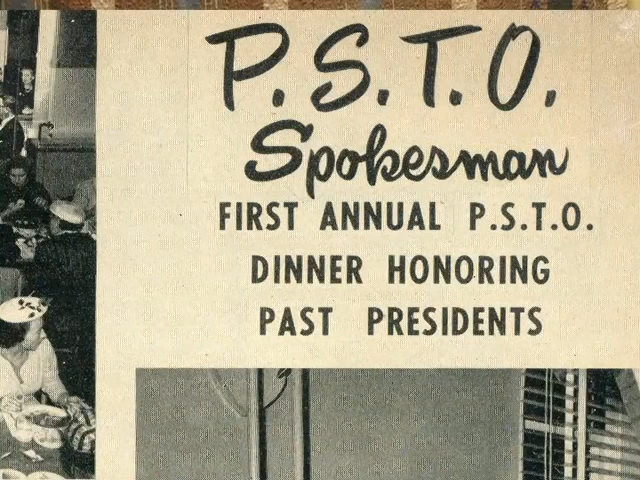 P.S.T.O.
Spokesman
FIRST ANNUAL P.S.T.O.
DINNER HONORING
PAST PRESIDENTS